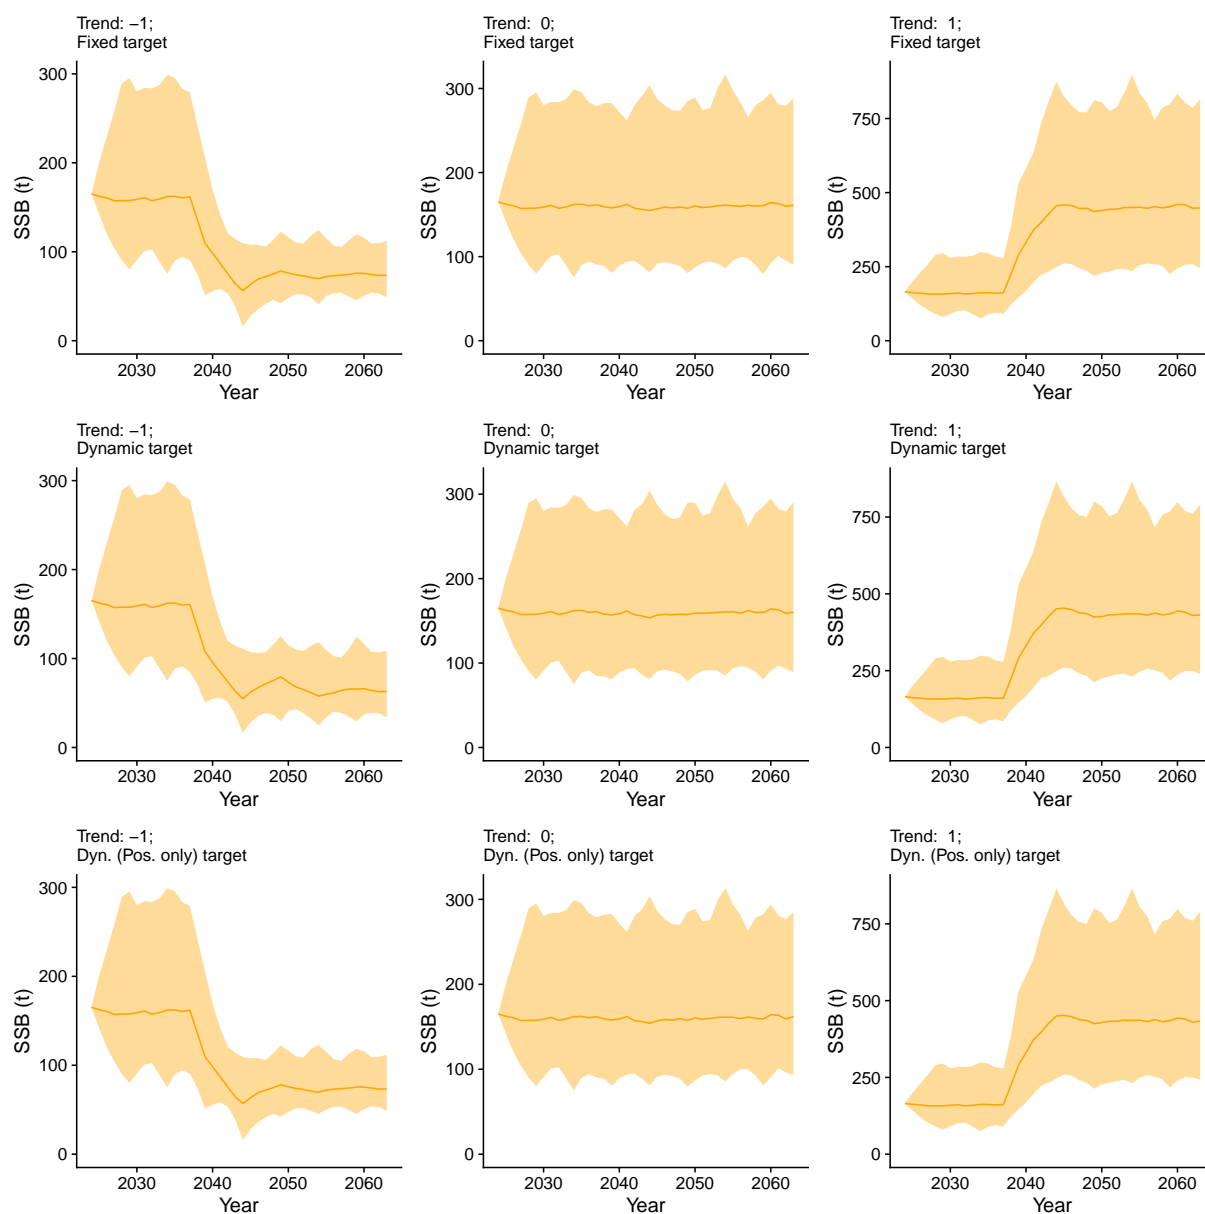 Trend: −1;
Fixed target
SSB (t)
300
200
100
0
2030 2040 2050 2060
Year
Trend:  0;
Fixed target
SSB (t)
300
200
100
0
2030 2040 2050 2060
Year
Trend:  1;
Fixed target
SSB (t)
750
500
250
0
2030 2040 2050 2060
Year
Trend: −1;
Dynamic target
SSB (t)
300
200
100
0
2030 2040 2050 2060
Year
Trend:  0;
Dynamic target
SSB (t)
300
200
100
0
2030 2040 2050 2060
Year
Trend:  1;
Dynamic target
SSB (t)
750
500
250
0
2030 2040 2050 2060
Year
Trend: −1;
Dyn. (Pos. only) target
SSB (t)
300
200
100
0
2030 2040 2050 2060
Year
Trend:  0;
Dyn. (Pos. only) target
SSB (t)
300
200
100
0
2030 2040 2050 2060
Year
Trend:  1;
Dyn. (Pos. only) target
SSB (t)
750
500
250
0
2030 2040 2050 2060
Year